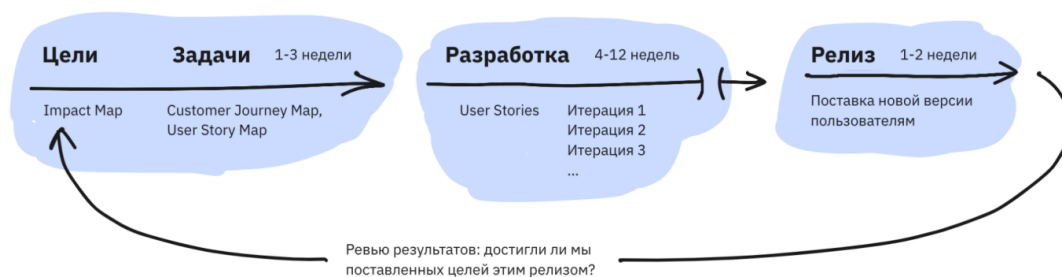 Цели
Задачи
1-3 недели
Impact Map
Customer Journey Map,
User Story Map
Разработка
4-12 недель
User Stories
Итерация 1
Итерация 2
Итерация 3
...
Релиз
1-2 недели
Поставка новой версии
пользователям
Ревью результатов: достигли ли мы
поставленных целей этим релизом?